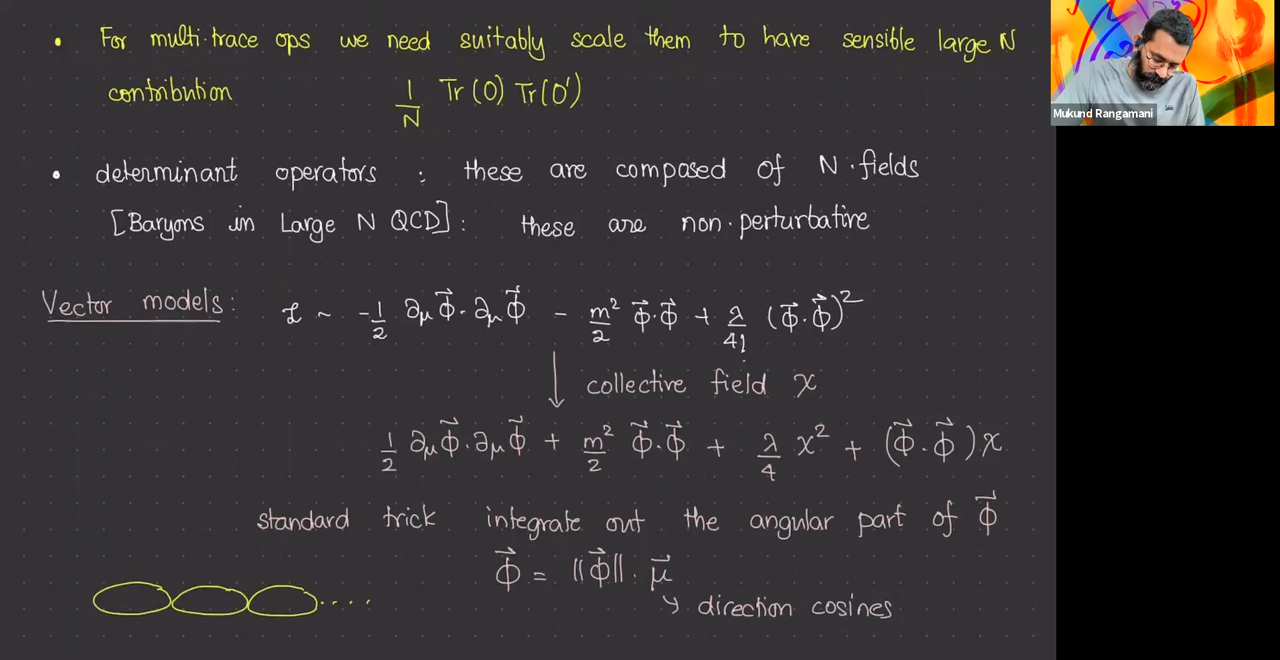 • For multi-trace ops we need suitably scale them to have sensible large N
contribution 1/N Tr(O) Tr(O')
Mukund Rangamani
• determinant operators : these are composed of N-fields
[Baryons in Large N QCD] : these are non-perturbative
Vector models: ℒ ~ -1/2 ∂μ Φ⃗ · ∂μ Φ⃗ - m²/2 Φ⃗·Φ⃗ + λ/4! (Φ⃗·Φ⃗)²
↓ collective field χ
1/2 ∂μ Φ⃗ · ∂μ Φ⃗ + m²/2 Φ⃗·Φ⃗ + λ/4 χ² + (Φ⃗·Φ⃗)χ
standard trick integrate out the angular part of Φ⃗
Φ⃗ = ||Φ⃗|| · μ⃗
↳ direction cosines